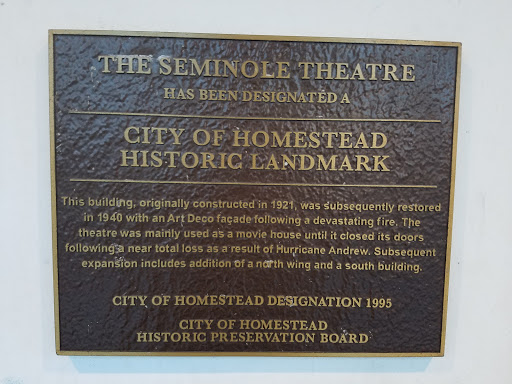 THE SEMINOLE THEATRE
HAS BEEN DESIGNATED A
CITY OF HOMESTEAD
HISTORIC LANDMARK
This building, originally constructed in 1921, was subsequently restored
in 1940 with an Art Deco façade following a devastating fire. The
theatre was mainly used as a movie house until it closed its doors
following a near total loss as a result of Hurricane Andrew. Subsequent
expansion includes addition of a north wing and a south building.
CITY OF HOMESTEAD DESIGNATION 1995
CITY OF HOMESTEAD
HISTORIC PRESERVATION BOARD